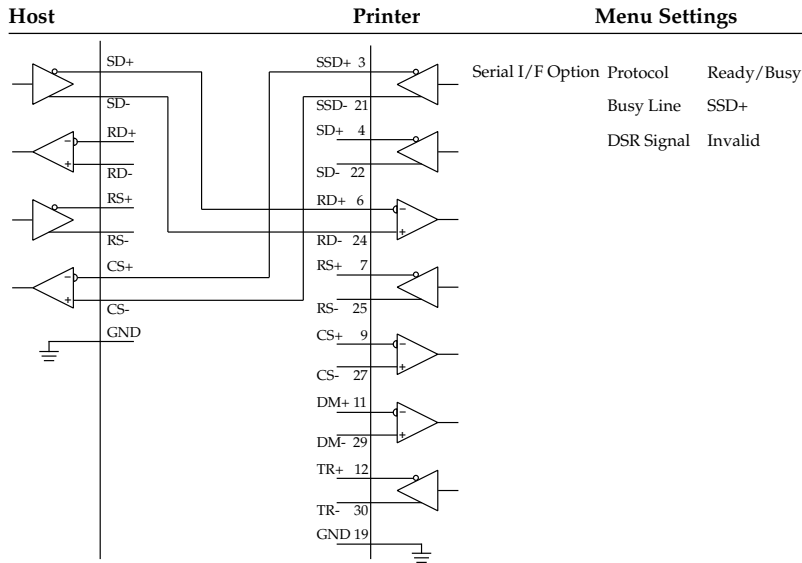 Host Printer Menu Settings
SD+ SSD+ 3 Serial I/F Option Protocol Ready/Busy
SD- SSD- 21 Busy Line SSD+
RD+ SD+ 4 DSR Signal Invalid
RD- SD- 22
RS+ RD+ 6
RS- RD- 24
CS+ RS+ 7
CS- RS- 25
GND CS+ 9
CS- 27
DM+ 11
DM- 29
TR+ 12
TR- 30
GND 19